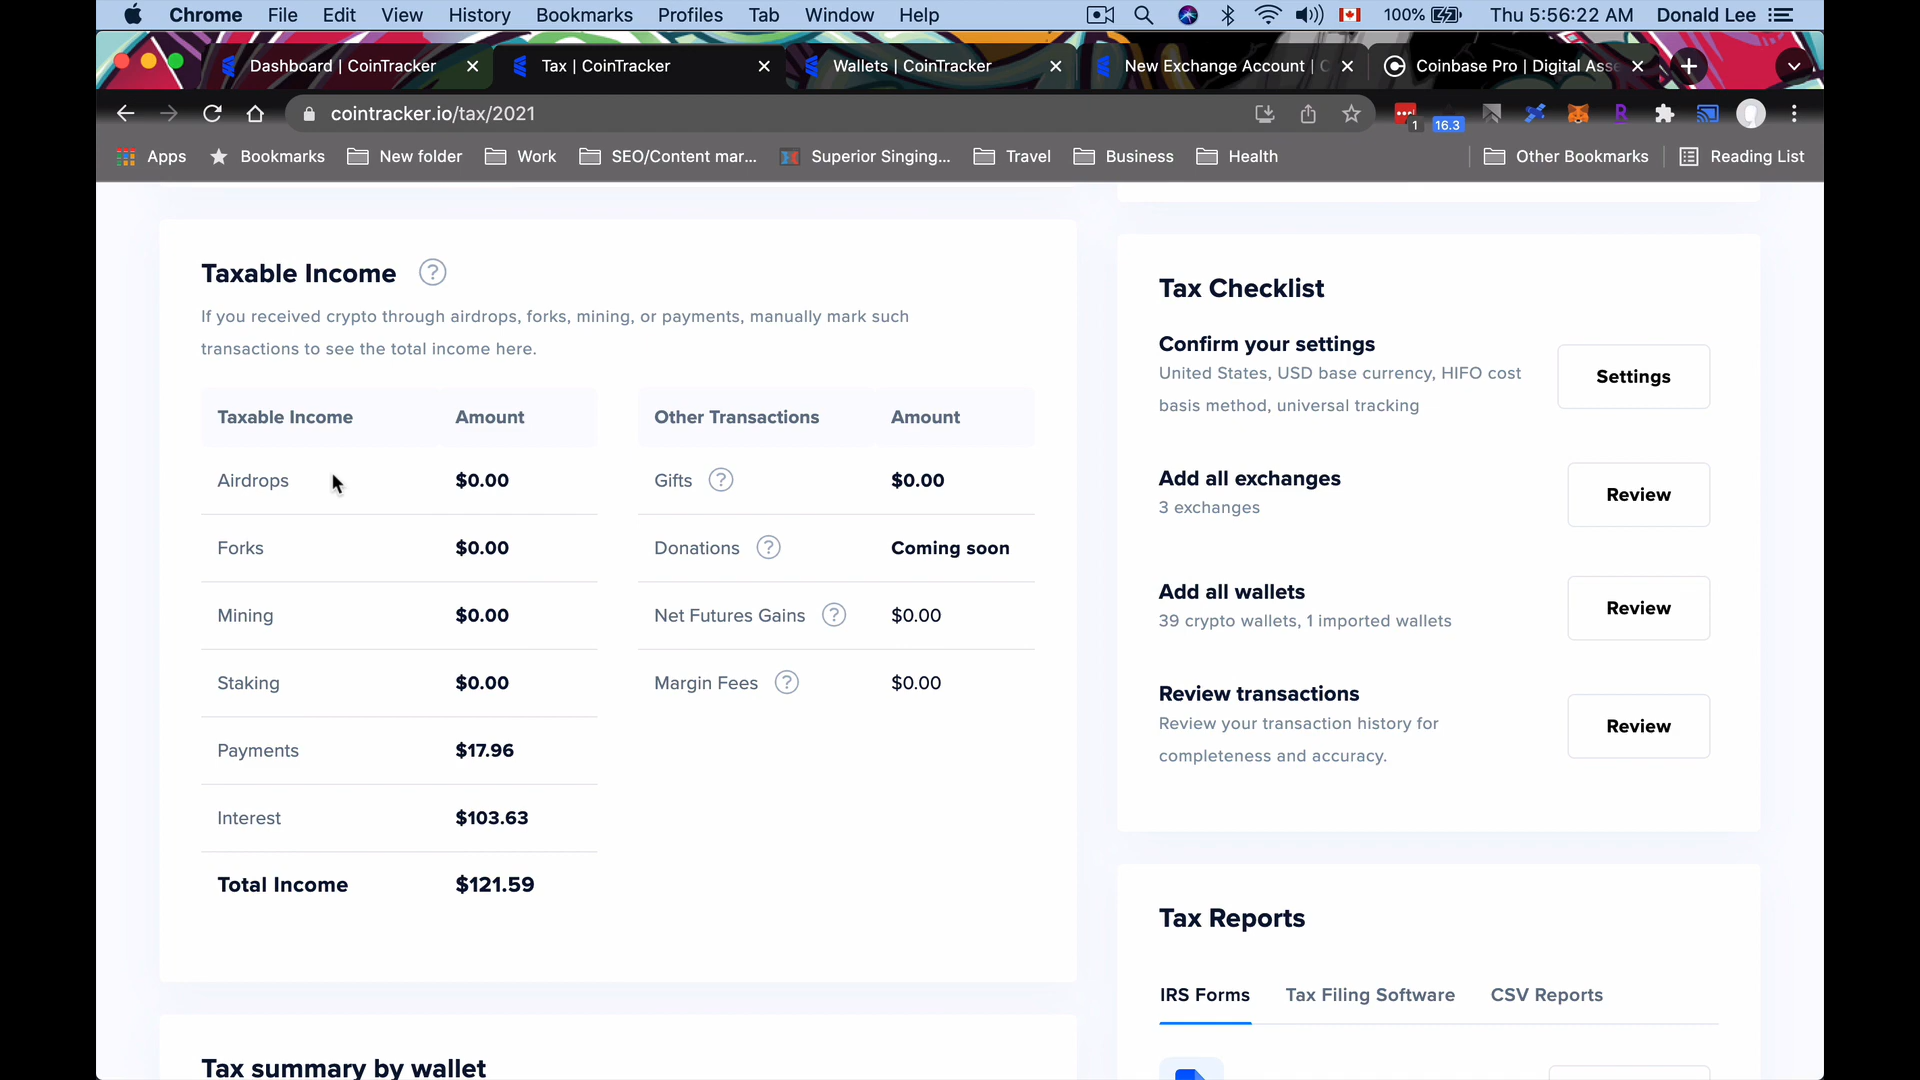 Chrome File Edit View History Bookmarks Profiles Tab Window Help 100% Thu 5:56:22 AM Donald Lee
Dashboard | CoinTracker Tax | CoinTracker Wallets | CoinTracker New Exchange Account | C Coinbase Pro | Digital Asse
cointracker.io/tax/2021 1 16.3 R
Apps Bookmarks New folder Work SEO/Content mar... Superior Singing... Travel Business Health Other Bookmarks Reading List
Taxable Income ?
If you received crypto through airdrops, forks, mining, or payments, manually mark such
transactions to see the total income here.
Taxable Income Amount
Airdrops $0.00
Forks $0.00
Mining $0.00
Staking $0.00
Payments $17.96
Interest $103.63
Total Income $121.59
Other Transactions Amount
Gifts ? $0.00
Donations ? Coming soon
Net Futures Gains ? $0.00
Margin Fees ? $0.00
Tax summary by wallet
Tax Checklist
Confirm your settings
United States, USD base currency, HIFO cost
basis method, universal tracking
Settings
Add all exchanges
3 exchanges
Review
Add all wallets
39 crypto wallets, 1 imported wallets
Review
Review transactions
Review your transaction history for
completeness and accuracy.
Review
Tax Reports
IRS Forms Tax Filing Software CSV Reports